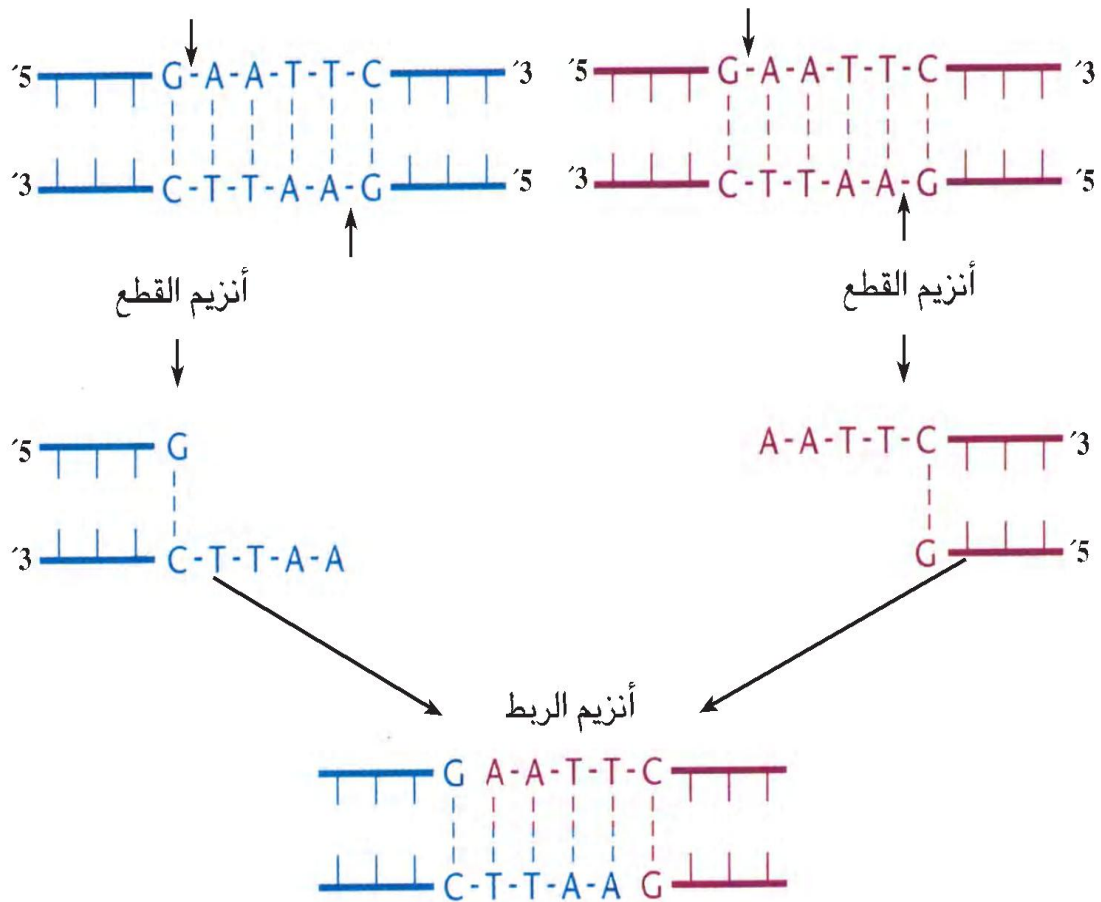 ′5 G-A-A-T-T-C ′3
′3 C-T-T-A-A-G ′5
′5 G-A-A-T-T-C ′3
′3 C-T-T-A-A-G ′5
أنزيم القطع
أنزيم القطع
′5 G
′3 C-T-T-A-A
A-A-T-T-C ′3
G ′5
أنزيم الربط
G A-A-T-T-C
C-T-T-A-A G